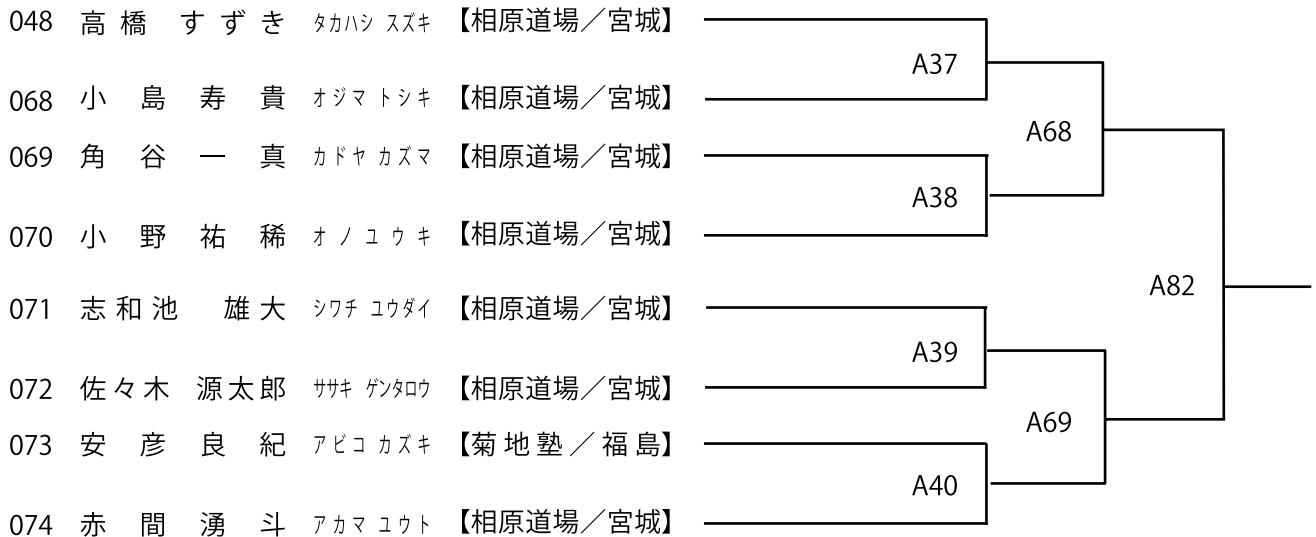 048 高橋 すずき タカハシ スズキ 【相原道場／宮城】
A37
068 小島寿貴 オジマ トシキ 【相原道場／宮城】
A68
069 角谷一真 カドヤ カズマ 【相原道場／宮城】
A38
070 小野祐稀 オノ ユウキ 【相原道場／宮城】
A82
071 志和池 雄大 シワチ ユウダイ 【相原道場／宮城】
A39
072 佐々木 源太郎 ササキ ゲンタロウ 【相原道場／宮城】
A69
073 安彦良紀 アビコ カズキ 【菊地塾／福島】
A40
074 赤間湧斗 アカマ ユウト 【相原道場／宮城】